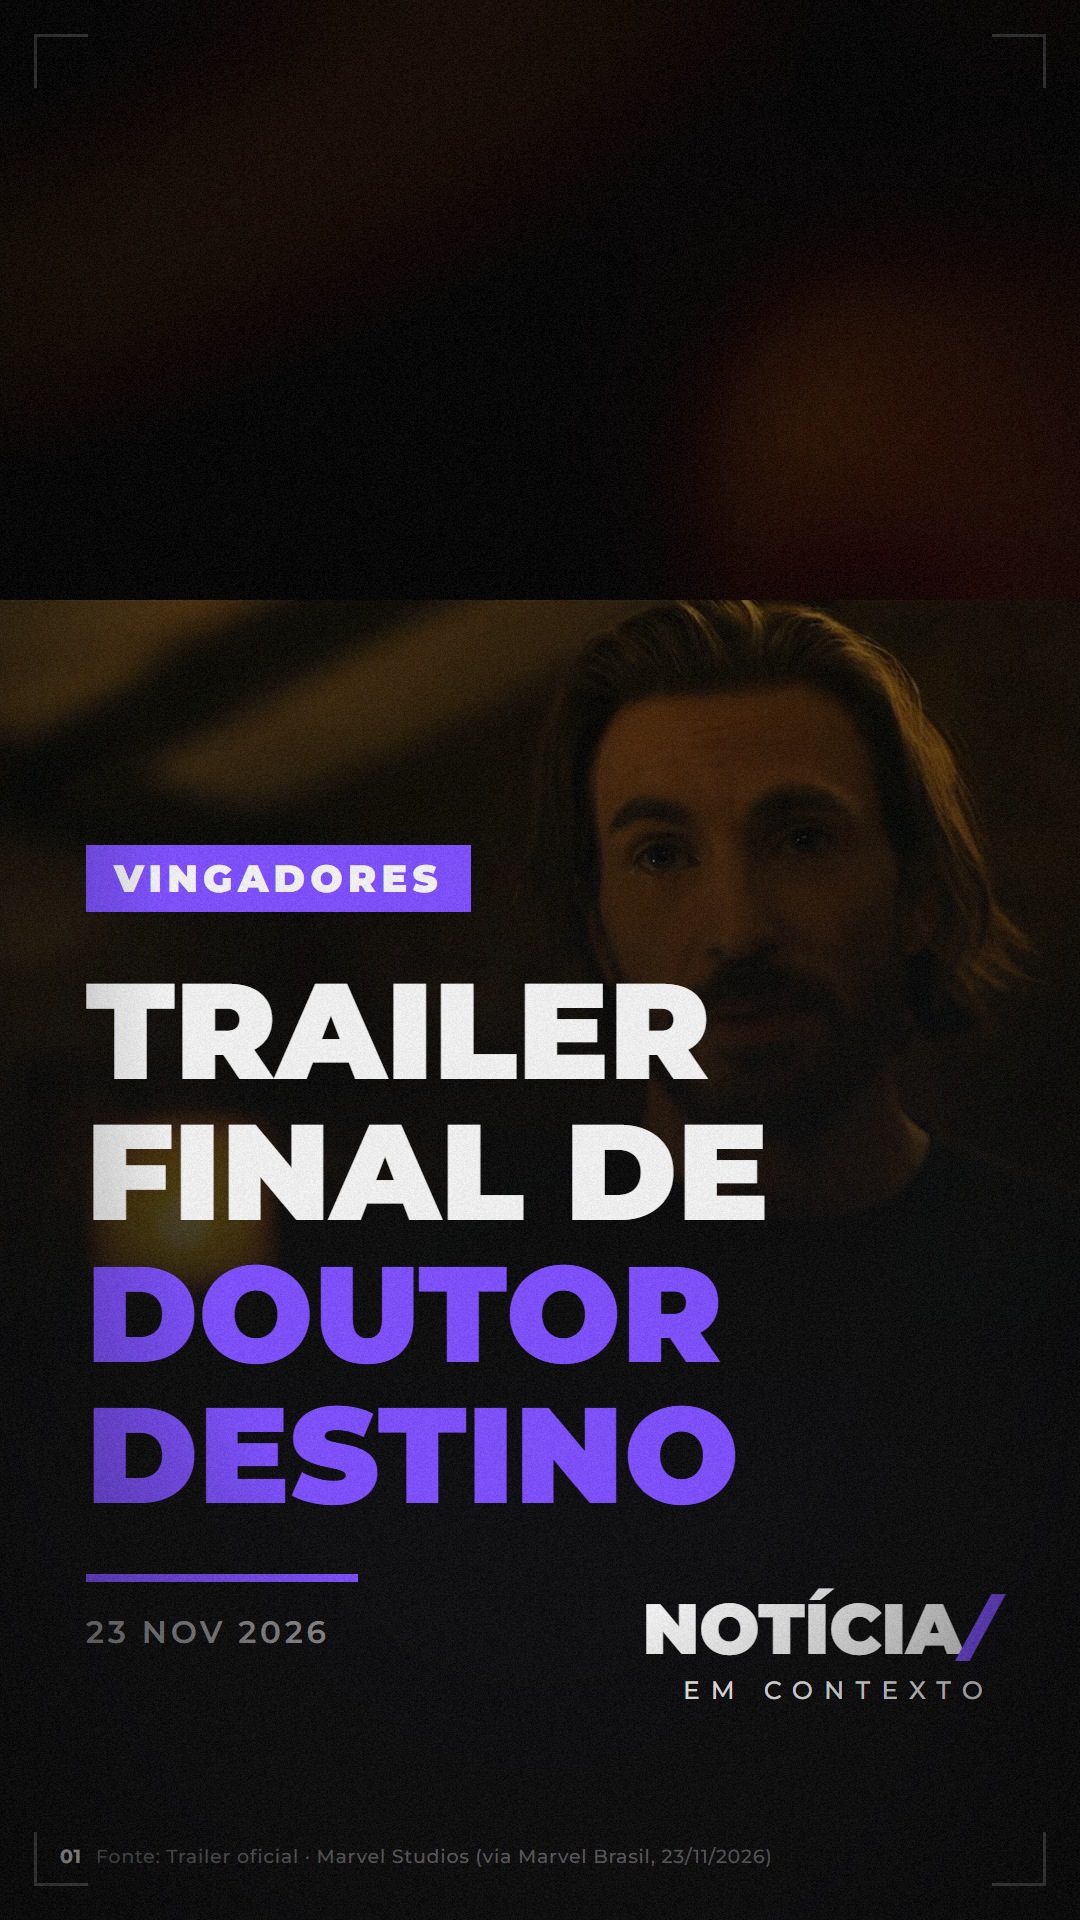 VINGADORES
TRAILER
FINAL DE
DOUTOR
DESTINO
23 NOV 2026
NOTÍCIA/
EM CONTEXTO
01 Fonte: Trailer oficial · Marvel Studios (via Marvel Brasil, 23/11/2026)